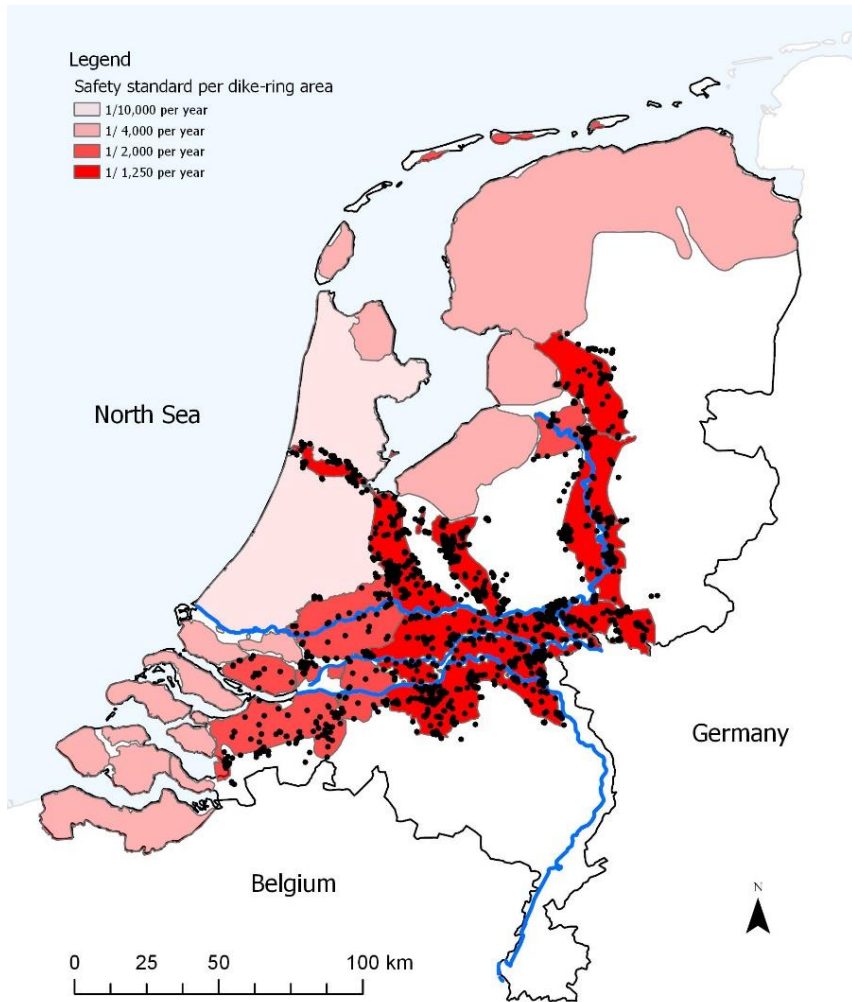 Legend
Safety standard per dike-ring area
1/10,000 per year
1/ 4,000 per year
1/ 2,000 per year
1/ 1,250 per year
North Sea
Germany
Belgium
N
0 25 50 100 km